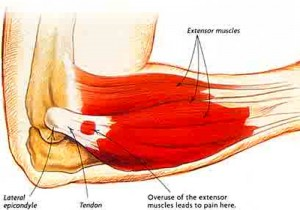 Extensor muscles
Lateral
epicondyle
Tendon
Overuse of the extensor
muscles leads to pain here.